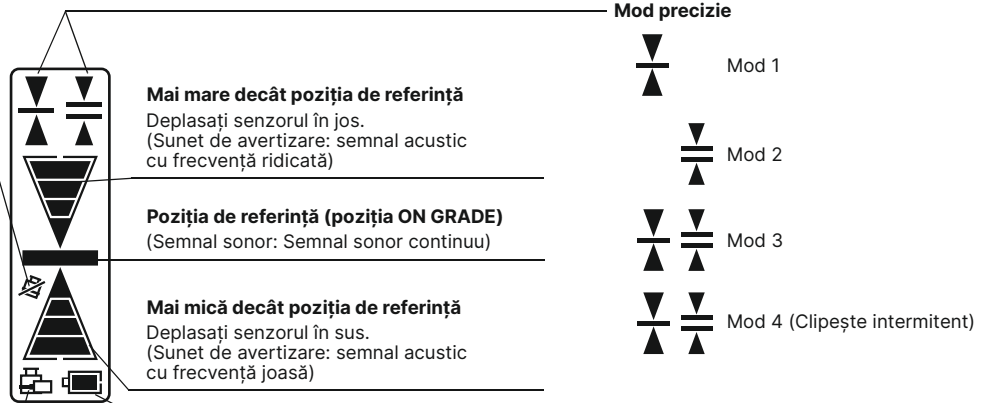 Mod precizie
Mod 1
Mod 2
Mod 3
Mod 4 (Clipește intermitent)
Mai mare decât poziția de referință
Deplasați senzorul în jos.
(Sunet de avertizare: semnal acustic
cu frecvență ridicată)
Poziția de referință (poziția ON GRADE)
(Semnal sonor: Semnal sonor continuu)
Mai mică decât poziția de referință
Deplasați senzorul în sus.
(Sunet de avertizare: semnal acustic
cu frecvență joasă)